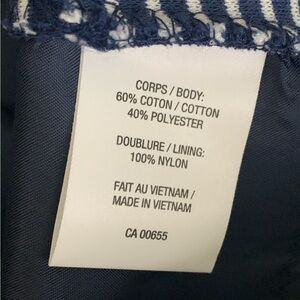 CORPS / BODY:
60% COTON / COTTON
40% POLYESTER
DOUBLURE / LINING:
100% NYLON
FAIT AU VIETNAM /
MADE IN VIETNAM
CA 00655